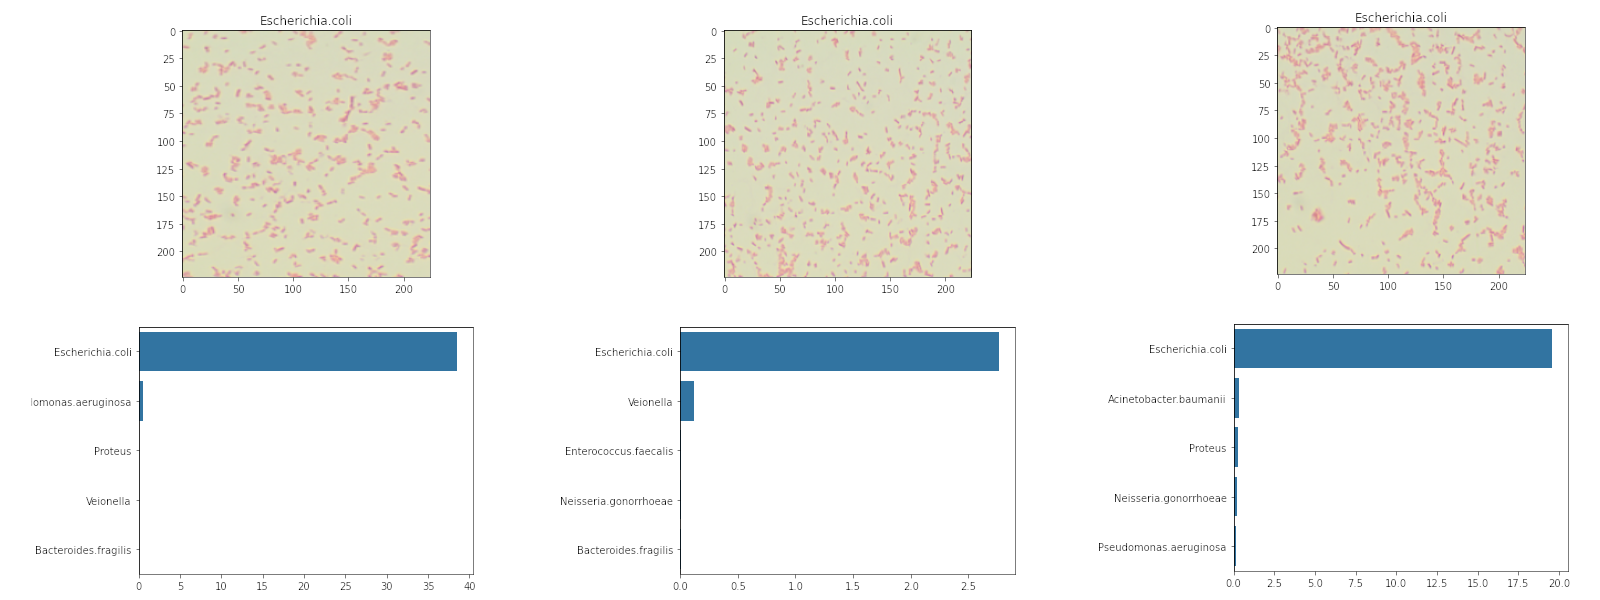 Escherichia.coli
0
25
50
75
100
125
150
175
200
0 50 100 150 200
Escherichia.coli
lomonas.aeruginosa
Proteus
Veionella
Bacteroides.fragilis
0 5 10 15 20 25 30 35 40
Escherichia.coli
0
25
50
75
100
125
150
175
200
0 50 100 150 200
Escherichia.coli
Veionella
Enterococcus.faecalis
Neisseria.gonorrhoeae
Bacteroides.fragilis
0.0 0.5 1.0 1.5 2.0 2.5
Escherichia.coli
0
25
50
75
100
125
150
175
200
0 50 100 150 200
Escherichia.coli
Acinetobacter.baumanii
Proteus
Neisseria.gonorrhoeae
Pseudomonas.aeruginosa
0.0 2.5 5.0 7.5 10.0 12.5 15.0 17.5 20.0